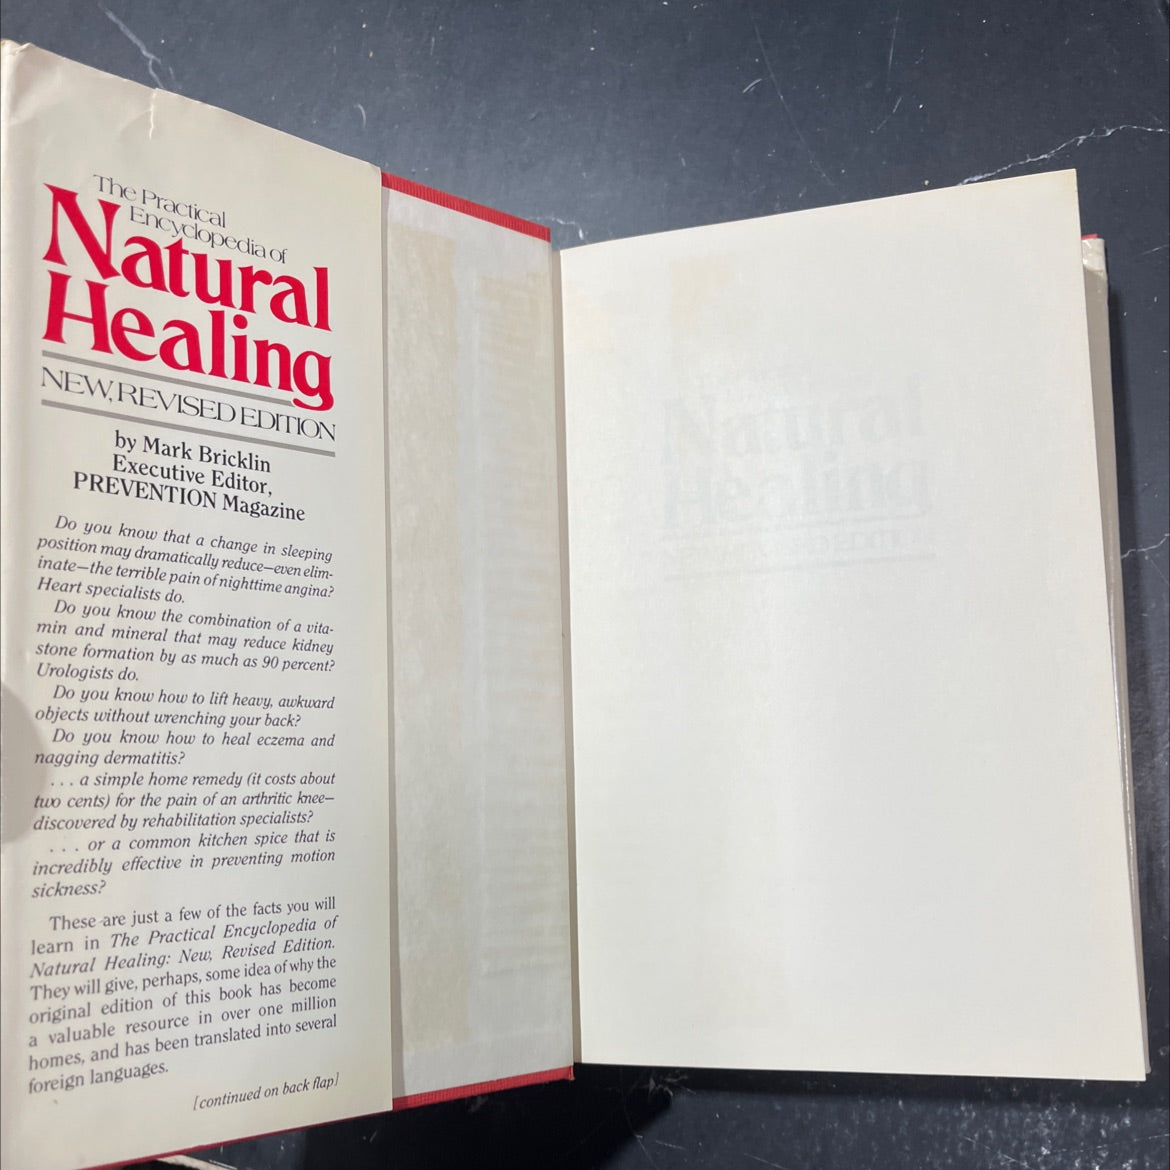 The Practical
Encyclopedia of
Natural
Healing
NEW, REVISED EDITION
by Mark Bricklin
Executive Editor,
PREVENTION Magazine
Do you know that a change in sleeping
position may dramatically reduce—even elim-
inate—the terrible pain of nighttime angina?
Heart specialists do.
Do you know the combination of a vita-
min and mineral that may reduce kidney
stone formation by as much as 90 percent?
Urologists do.
Do you know how to lift heavy, awkward
objects without wrenching your back?
Do you know how to heal eczema and
nagging dermatitis?
. . . a simple home remedy (it costs about
two cents) for the pain of an arthritic knee—
discovered by rehabilitation specialists?
. . . or a common kitchen spice that is
incredibly effective in preventing motion
sickness?
These are just a few of the facts you will
learn in The Practical Encyclopedia of
Natural Healing: New, Revised Edition.
They will give, perhaps, some idea of why the
original edition of this book has become
a valuable resource in over one million
homes, and has been translated into several
foreign languages.
[continued on back flap]
Natural
Healing